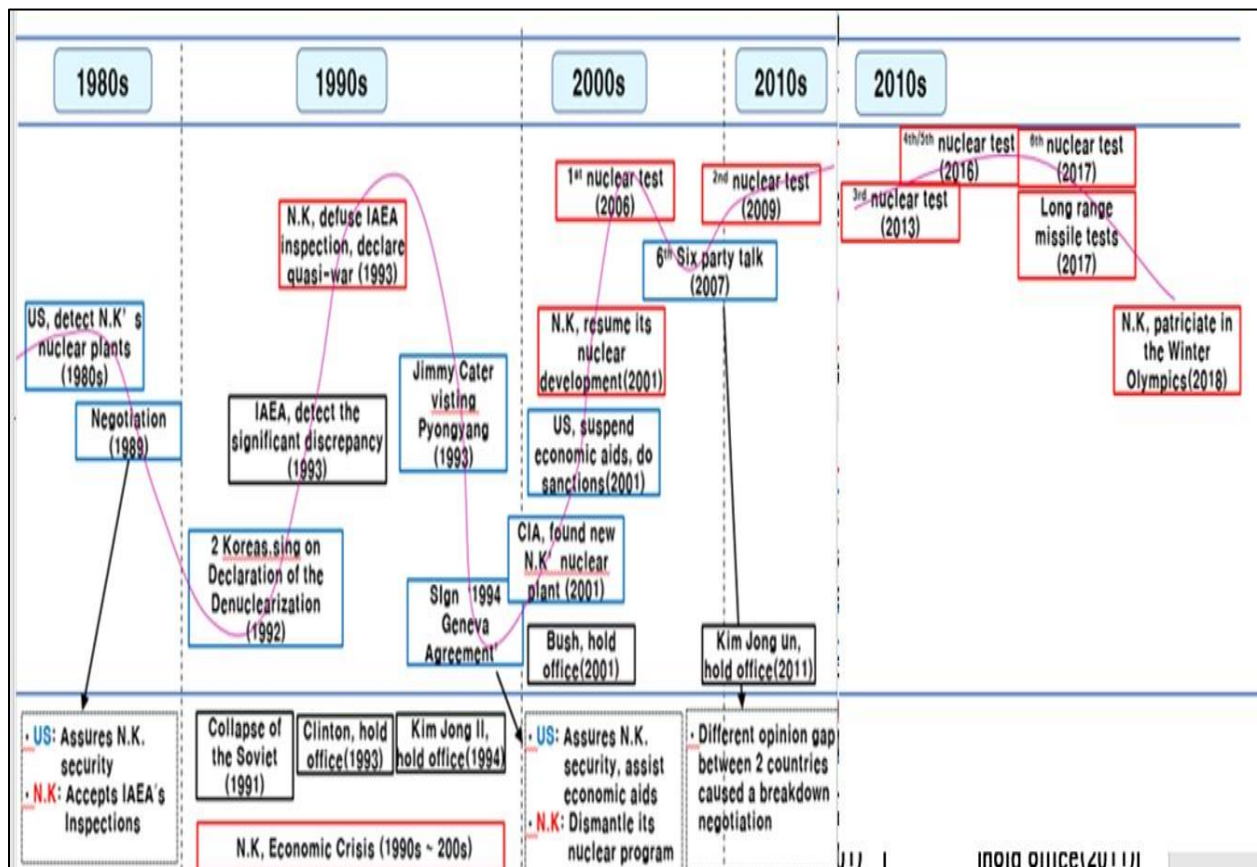 1980s
1990s
2000s
2010s
2010s
US, detect N.K' s
nuclear plants
(1980s)
Negotiation
(1989)
2 Koreas.sing on
Declaration of the
Denuclearization
(1992)
IAEA, detect the
significant discrepancy
(1993)
N.K, defuse IAEA
inspection, declare
quasi-war (1993)
Jimmy Cater
visting
Pyongyang
(1993)
SIgn '1994
Geneva
Agreement'
1st nuclear test
(2006)
2nd nuclear test
(2009)
6th Six party talk
(2007)
N.K, resume its
nuclear
development(2001)
US, suspend
economic aids, do
sanctions(2001)
CIA, found new
N.K' nuclear
plant (2001)
Bush, hold
office(2001)
Kim Jong un,
hold office(2011)
4th/5th nuclear test
(2016)
6th nuclear test
(2017)
3rd nuclear test
(2013)
Long range
missile tests
(2017)
N.K, patriciate in
the Winter
Olympics(2018)
· US: Assures N.K.
security
· N.K: Accepts IAEA's
Inspections
Collapse of
the Soviet
(1991)
Clinton, hold
office(1993)
Kim Jong Il,
hold office(1994)
N.K, Economic Crisis (1990s ~ 200s)
· US: Assures N.K.
security, assist
economic aids
· N.K: Dismantle its
nuclear program
· Different opinion gap
between 2 countries
caused a breakdown
negotiation
hold office(2011)